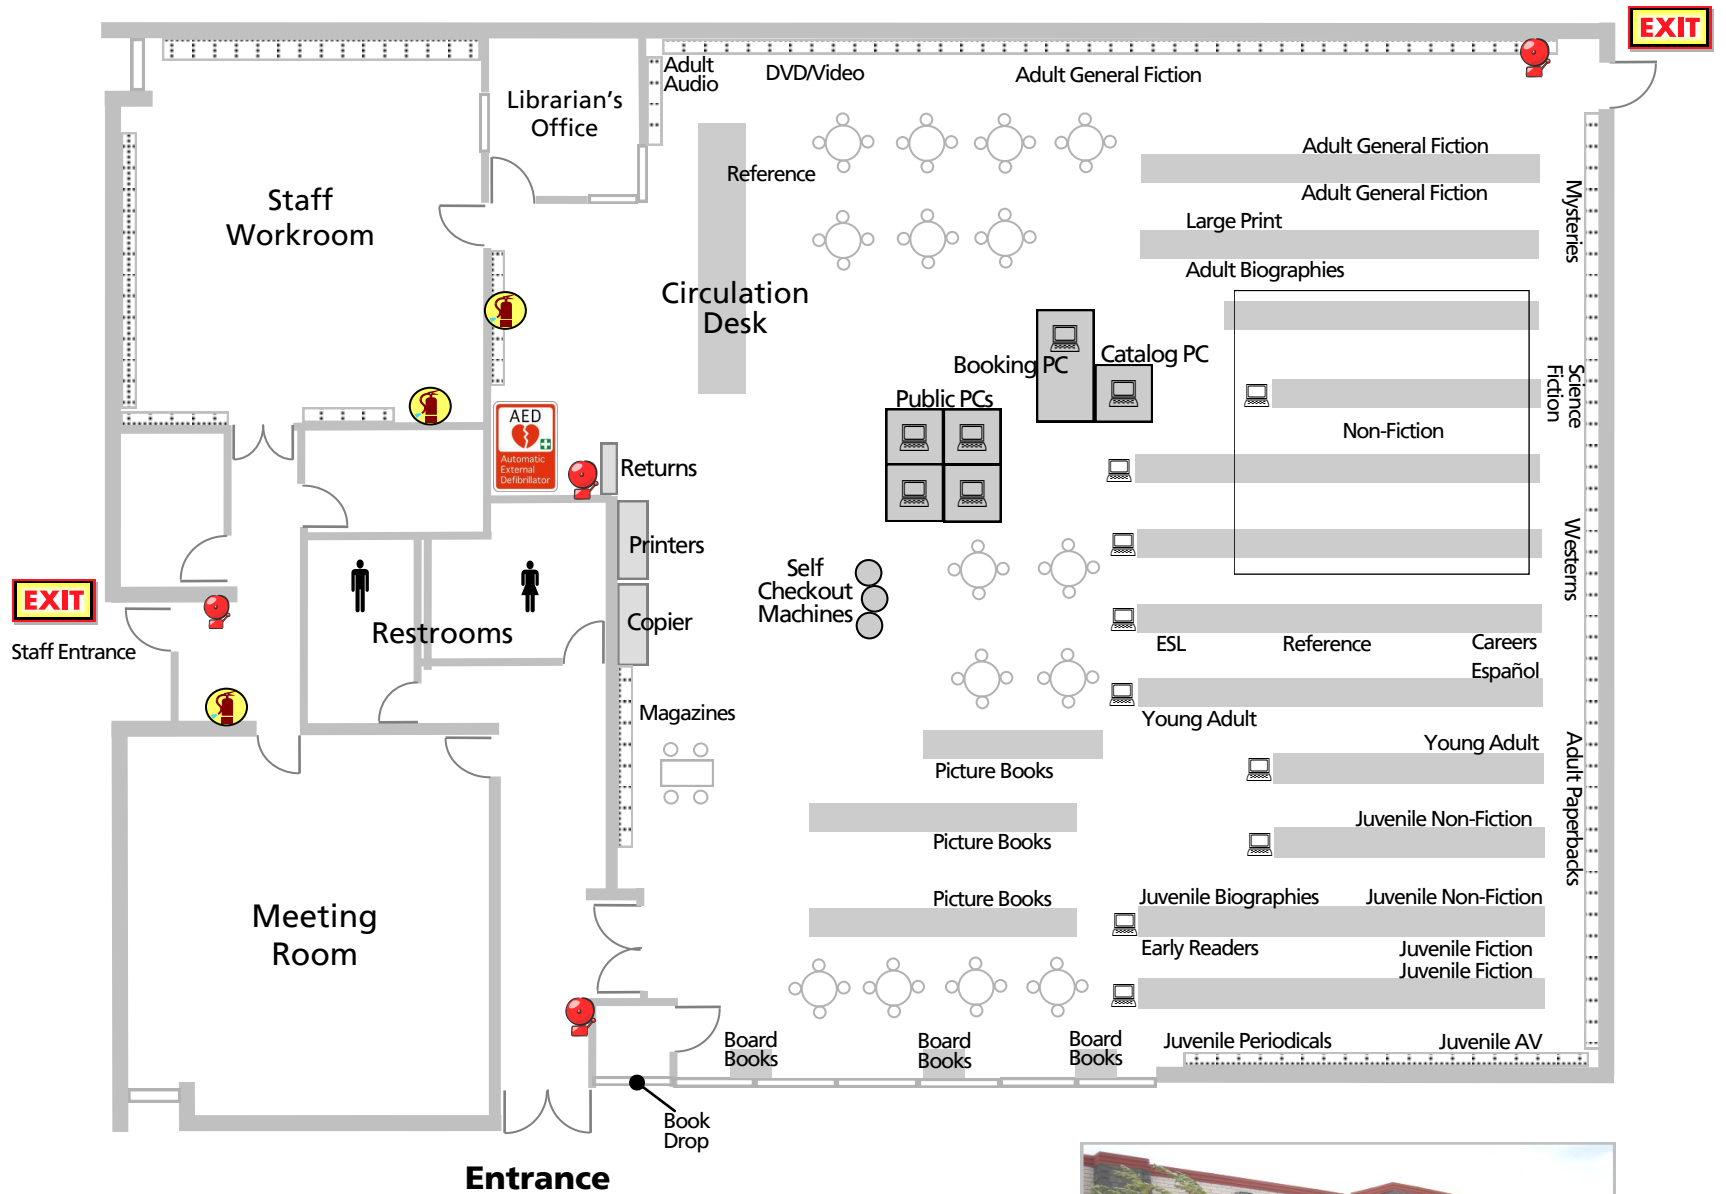 EXIT
Adult
Audio
DVD/Video
Adult General Fiction
Librarian's
Office
Adult General Fiction
Reference
Adult General Fiction
Mysteries
Staff
Workroom
Large Print
Adult Biographies
Circulation
Desk
Booking PC
Catalog PC
Science
Fiction
Public PCs
AED
Automatic
External
Defibrillator
Non-Fiction
Returns
Printers
Westerns
Self
Checkout
Machines
EXIT
Staff Entrance
Restrooms
Copier
ESL
Reference
Careers
Español
Magazines
Young Adult
Young Adult
Adult Paperbacks
Picture Books
Juvenile Non-Fiction
Picture Books
Picture Books
Juvenile Biographies
Juvenile Non-Fiction
Meeting
Room
Early Readers
Juvenile Fiction
Juvenile Fiction
Board
Books
Board
Books
Board
Books
Juvenile Periodicals
Juvenile AV
Book
Drop
Entrance